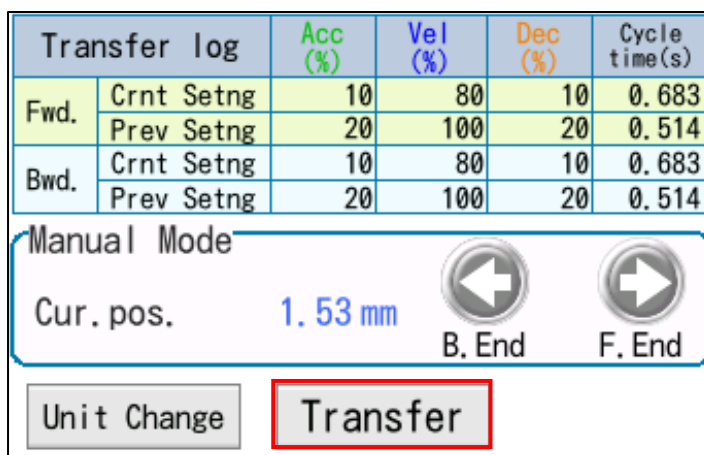 Transfer log Acc (%) Vel (%) Dec (%) Cycle time(s)
Fwd. Crnt Setng 10 80 10 0.683
Prev Setng 20 100 20 0.514
Bwd. Crnt Setng 10 80 10 0.683
Prev Setng 20 100 20 0.514
Manual Mode
Cur.pos. 1.53 mm
B.End F.End
Unit Change Transfer